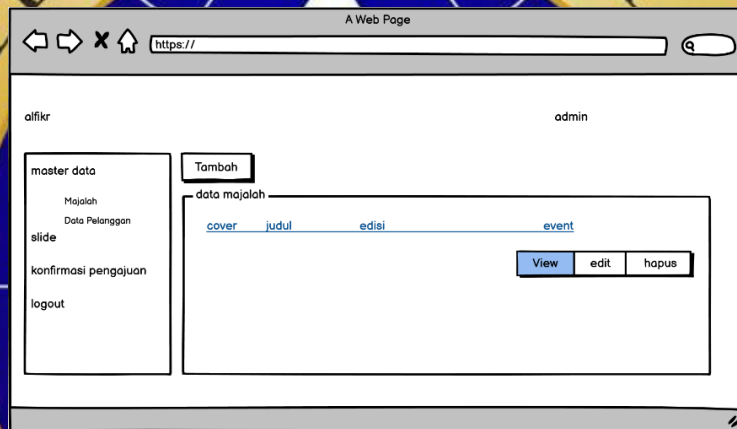 A Web Page
https://
alfikr admin
master data
Majalah
Data Pelanggan
slide
konfirmasi pengajuan
logout
Tambah
data majalah
cover judul edisi event
View edit hapus